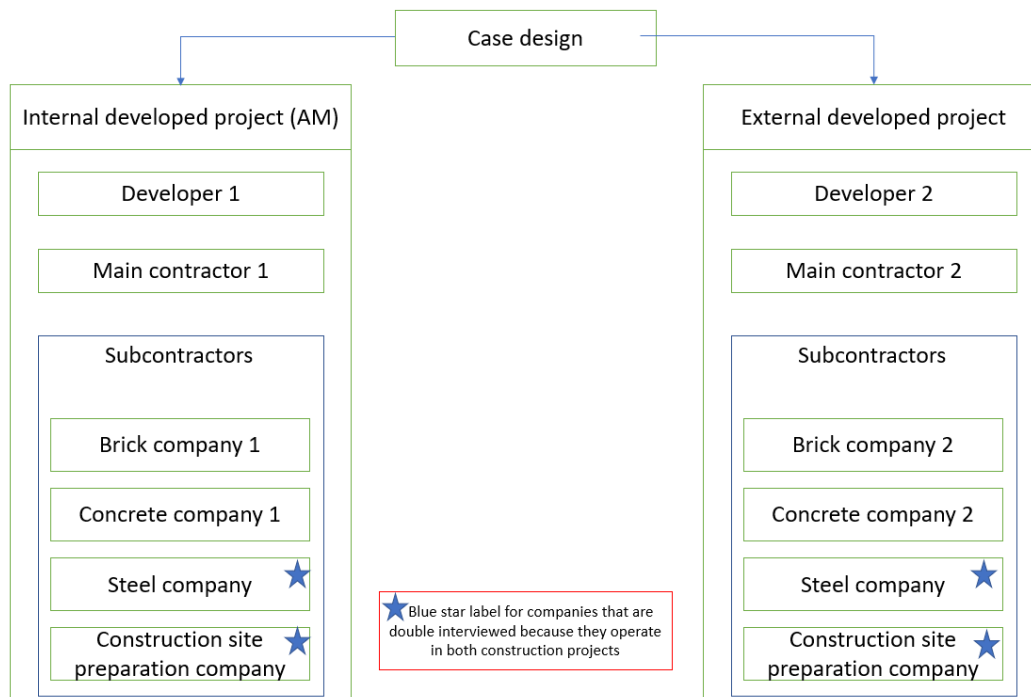 Case design
Internal developed project (AM)
Developer 1
Main contractor 1
Subcontractors
Brick company 1
Concrete company 1
Steel company
Construction site
preparation company
External developed project
Developer 2
Main contractor 2
Subcontractors
Brick company 2
Concrete company 2
Steel company
Construction site
preparation company
Blue star label for companies that are
double interviewed because they operate
in both construction projects